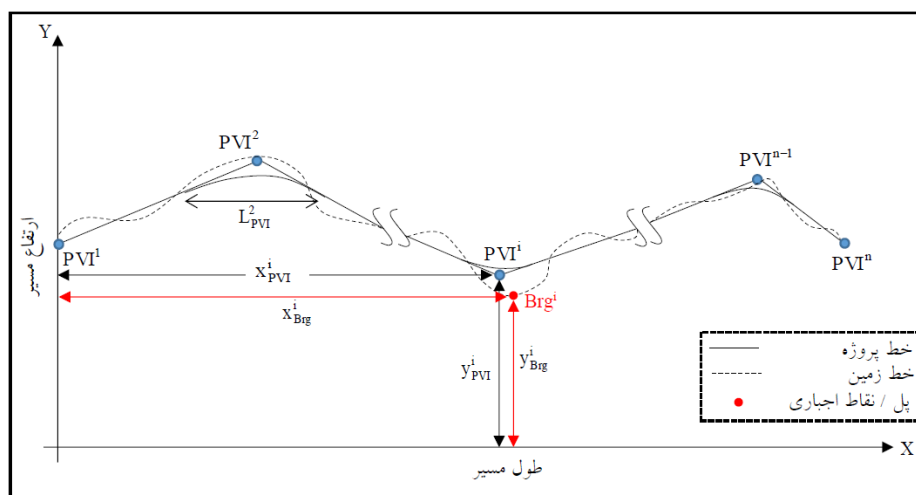 Y
PVI²
PVIⁿ⁻¹
L²PVI
ارتفاع مسیر
PVI¹
PVIⁱ
PVIⁿ
xⁱPVI
Brgⁱ
xⁱBrg
yⁱPVI
yⁱBrg
خط پروژه
خط زمین
پل / نقاط اجباری
X
طول مسیر